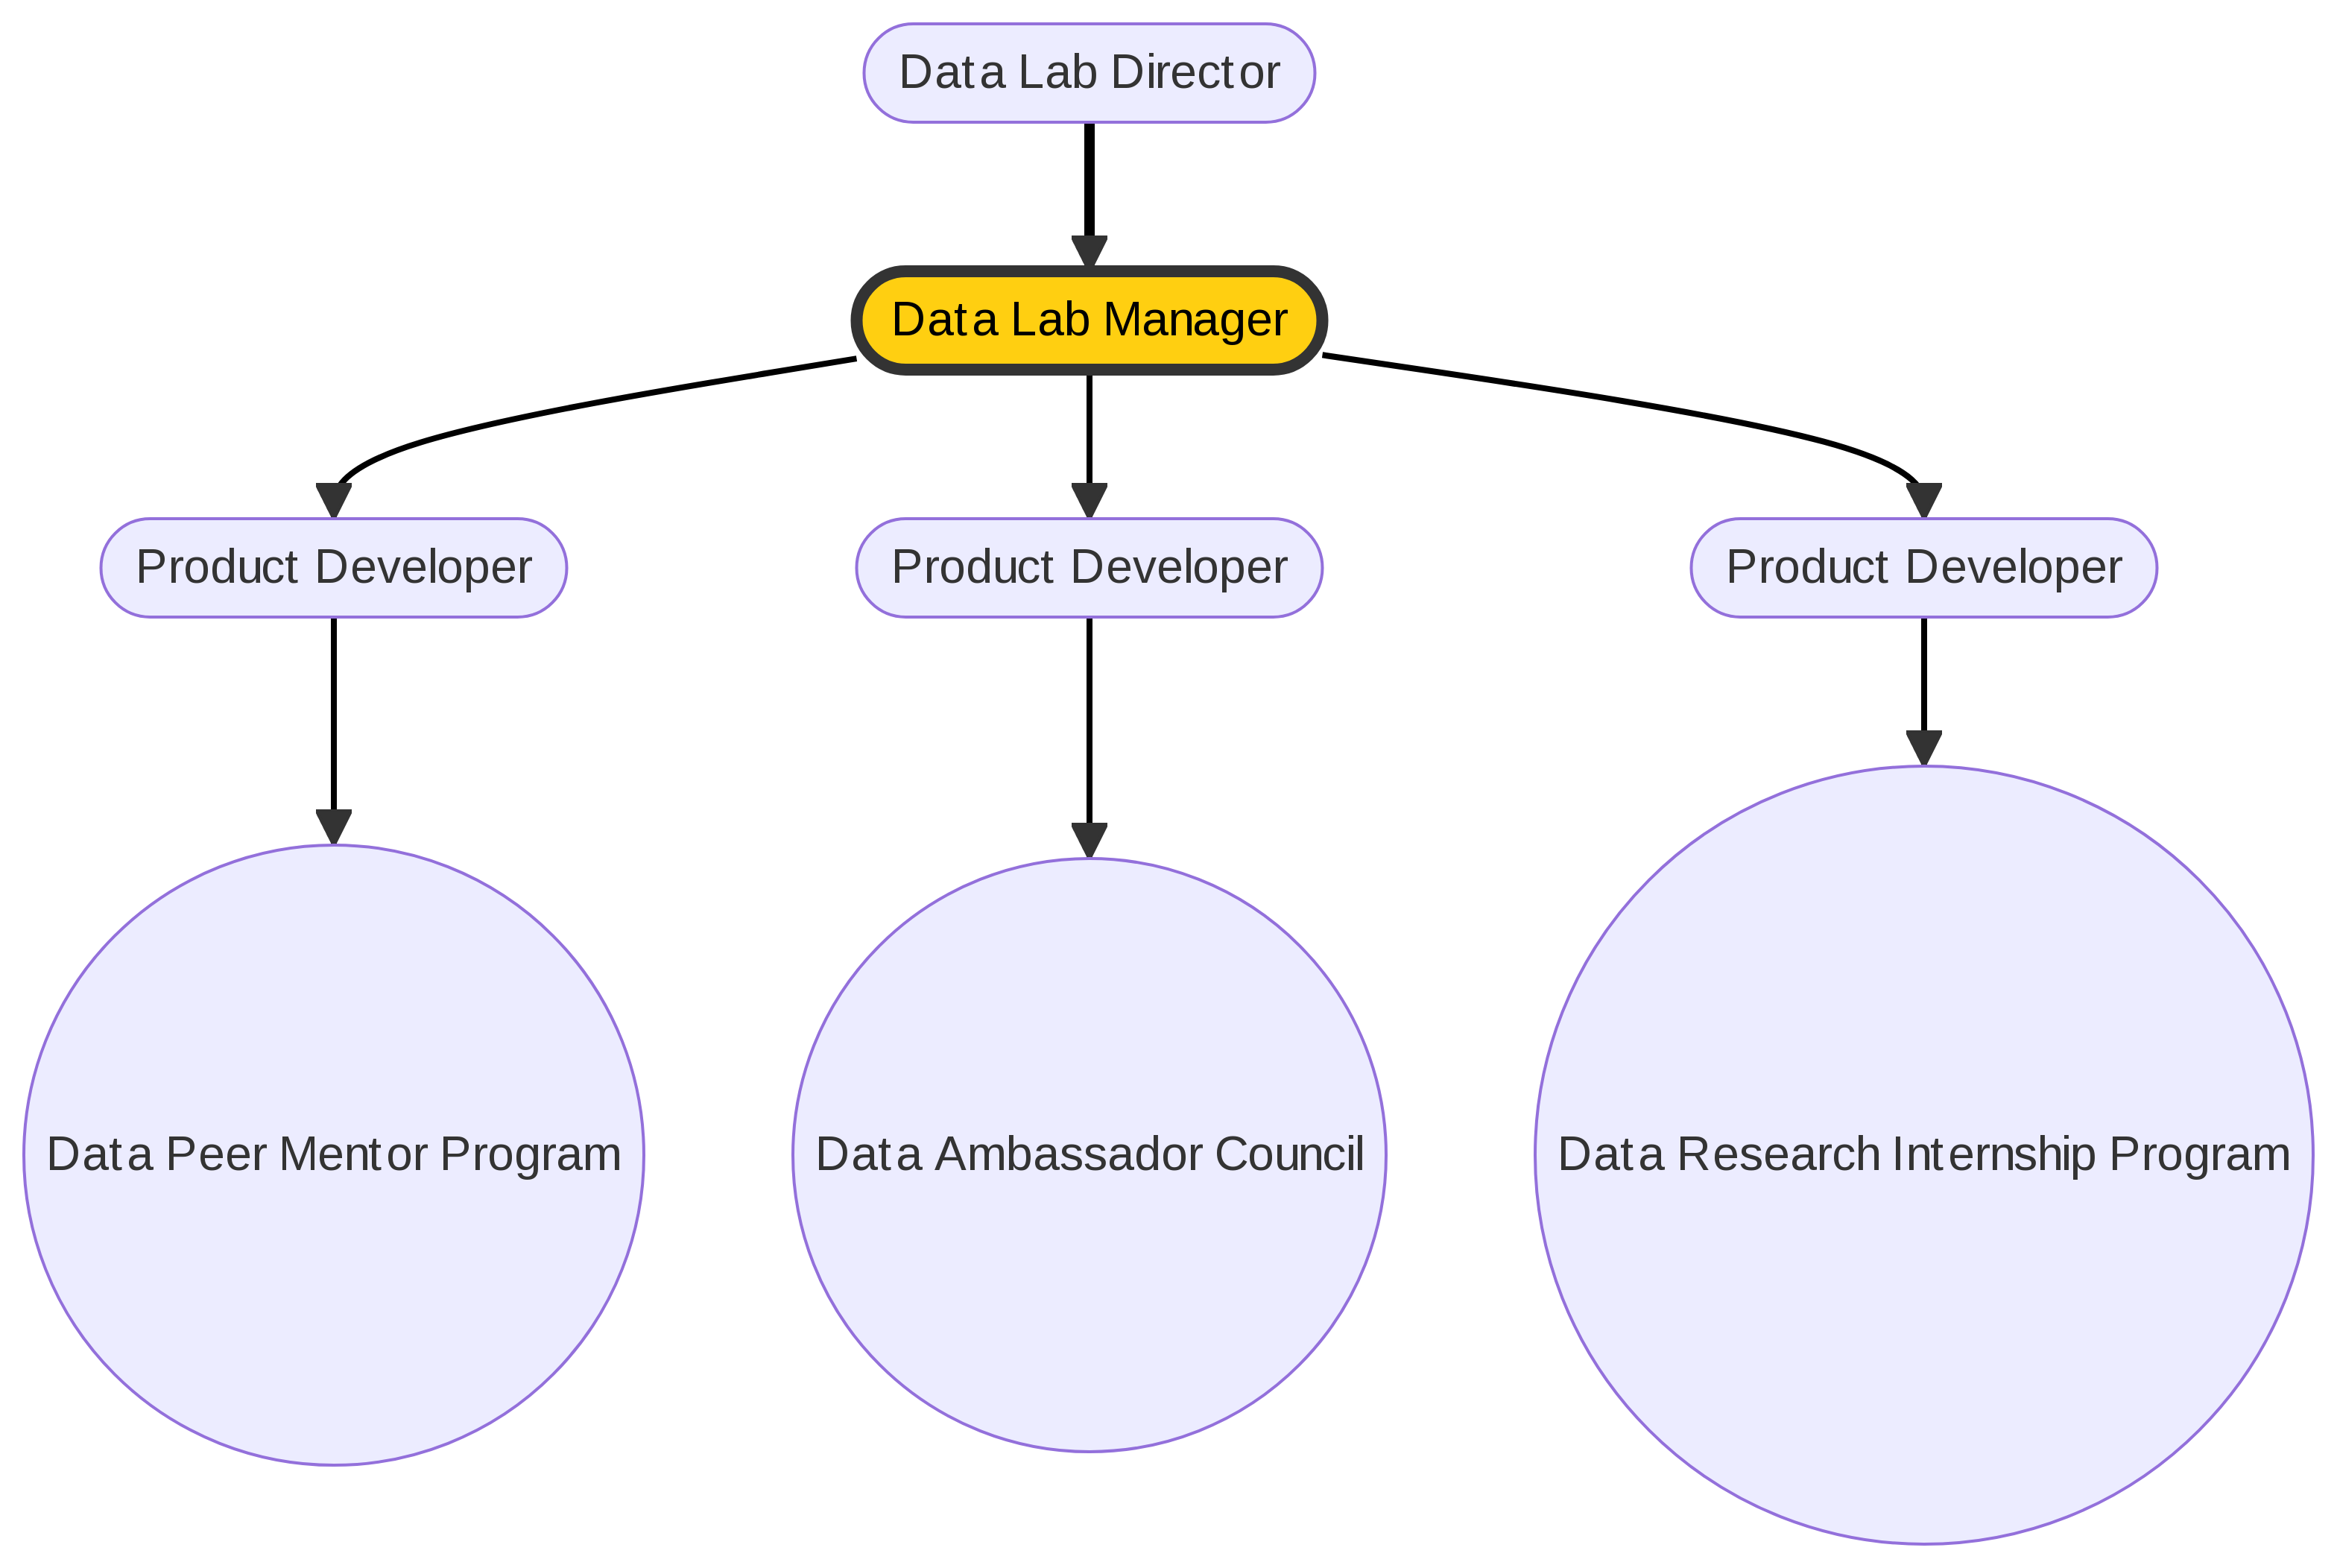 Data Lab Director
Data Lab Manager
Product Developer
Product Developer
Product Developer
Data Peer Mentor Program
Data Ambassador Council
Data Research Internship Program